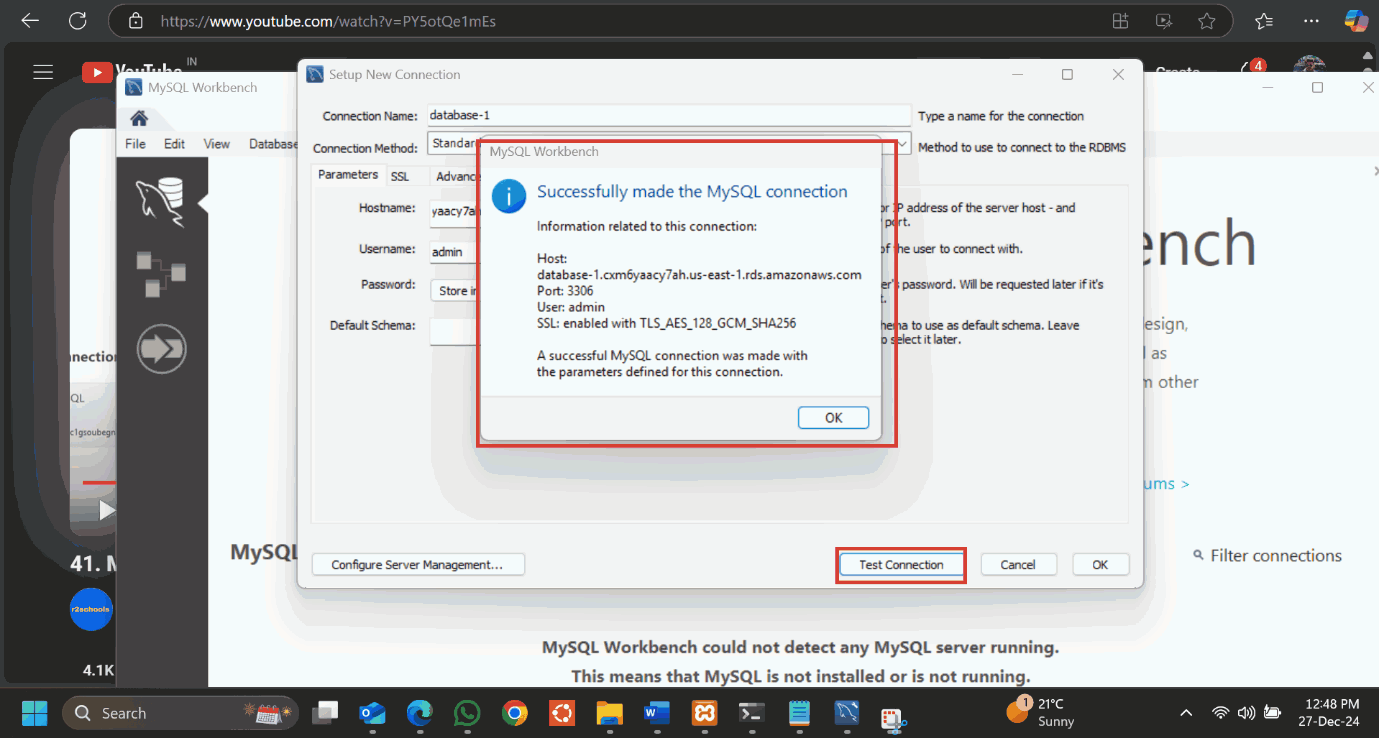 https://www.youtube.com/watch?v=PY5otQe1mEs
YouTube IN
Create
4
MySQL Workbench
File Edit View Database
Setup New Connection
Connection Name: database-1 Type a name for the connection
Connection Method: Standar Method to use to connect to the RDBMS
Parameters SSL Advanc
Hostname: yaacy7ah or IP address of the server host - and
port.
Username: admin of the user to connect with.
Password: Store in er's password. Will be requested later if it's
t.
Default Schema: hema to use as default schema. Leave
to select it later.
MySQL Workbench
Successfully made the MySQL connection
Information related to this connection:
Host:
database-1.cxm6yaacy7ah.us-east-1.rds.amazonaws.com
Port: 3306
User: admin
SSL: enabled with TLS_AES_128_GCM_SHA256
A successful MySQL connection was made with
the parameters defined for this connection.
OK
Configure Server Management... Test Connection Cancel OK
ench
esign,
l as
m other
ums >
nnection
QL
c1gsoubegn
41. M
r2schools
4.1K
MySQL
Filter connections
MySQL Workbench could not detect any MySQL server running.
This means that MySQL is not installed or is not running.
Search
1
21°C
Sunny
12:48 PM
27-Dec-24